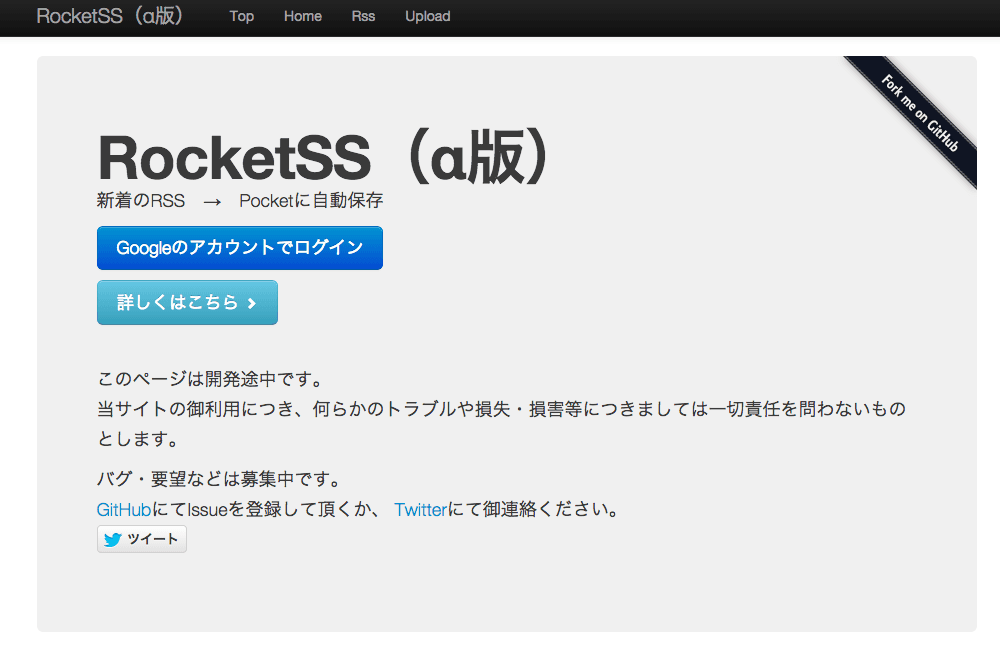 RocketSS（α版） Top Home Rss Upload
Fork me on GitHub
RocketSS（α版）
新着のRSS　→　Pocketに自動保存
Googleのアカウントでログイン
詳しくはこちら
このページは開発途中です。
当サイトの御利用につき、何らかのトラブルや損失・損害等につきましては一切責任を問わないもの
とします。
バグ・要望などは募集中です。
GitHubにてIssueを登録して頂くか、 Twitterにて御連絡ください。
ツイート